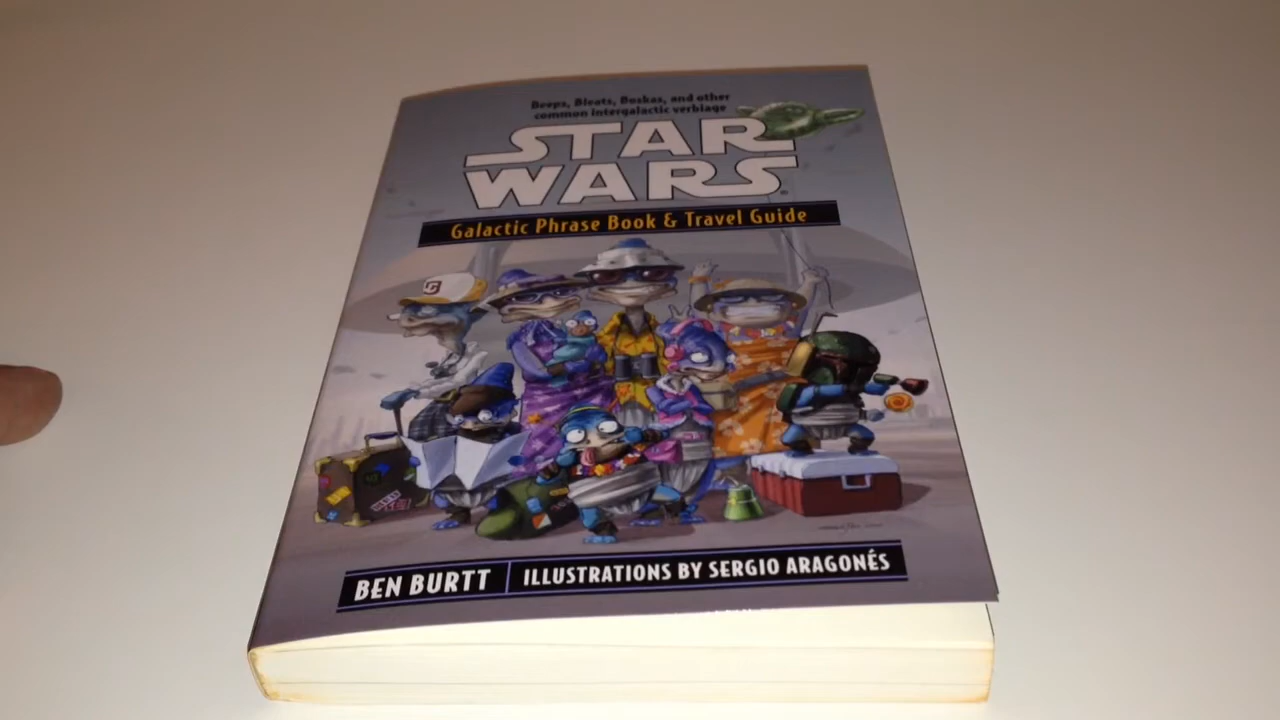 Beeps, Bleats, Boskas, and other
common intergalactic verbiage
STAR
WARS
Galactic Phrase Book & Travel Guide
BEN BURTT
ILLUSTRATIONS BY SERGIO ARAGONÉS